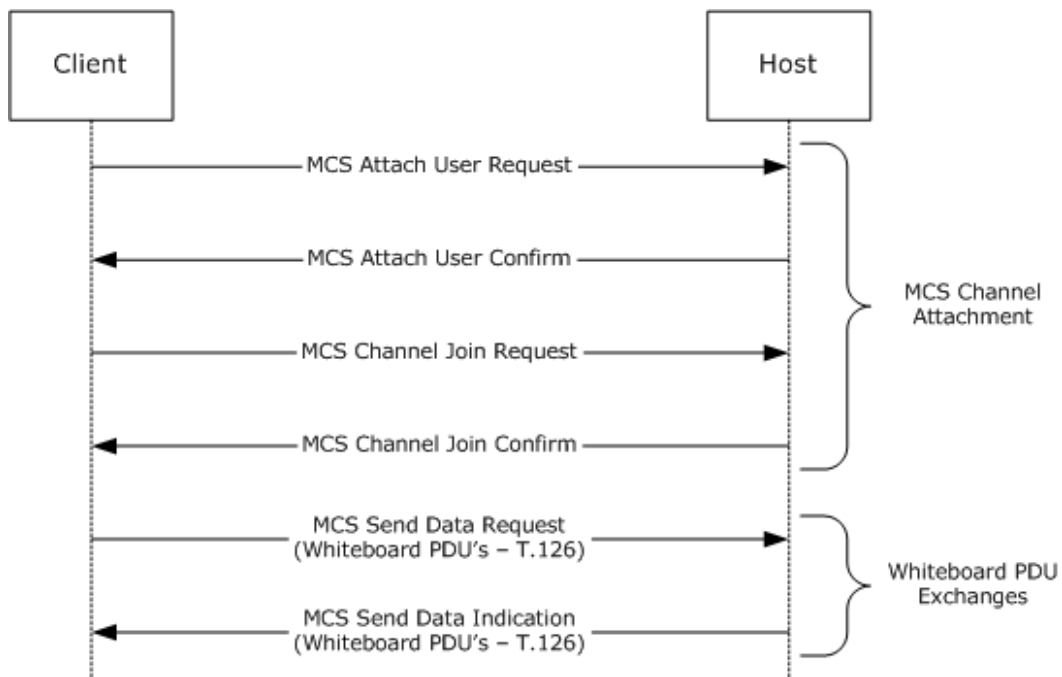 Client
Host
MCS Attach User Request
MCS Attach User Confirm
MCS Channel
Attachment
MCS Channel Join Request
MCS Channel Join Confirm
MCS Send Data Request
(Whiteboard PDU's – T.126)
Whiteboard PDU
Exchanges
MCS Send Data Indication
(Whiteboard PDU's – T.126)